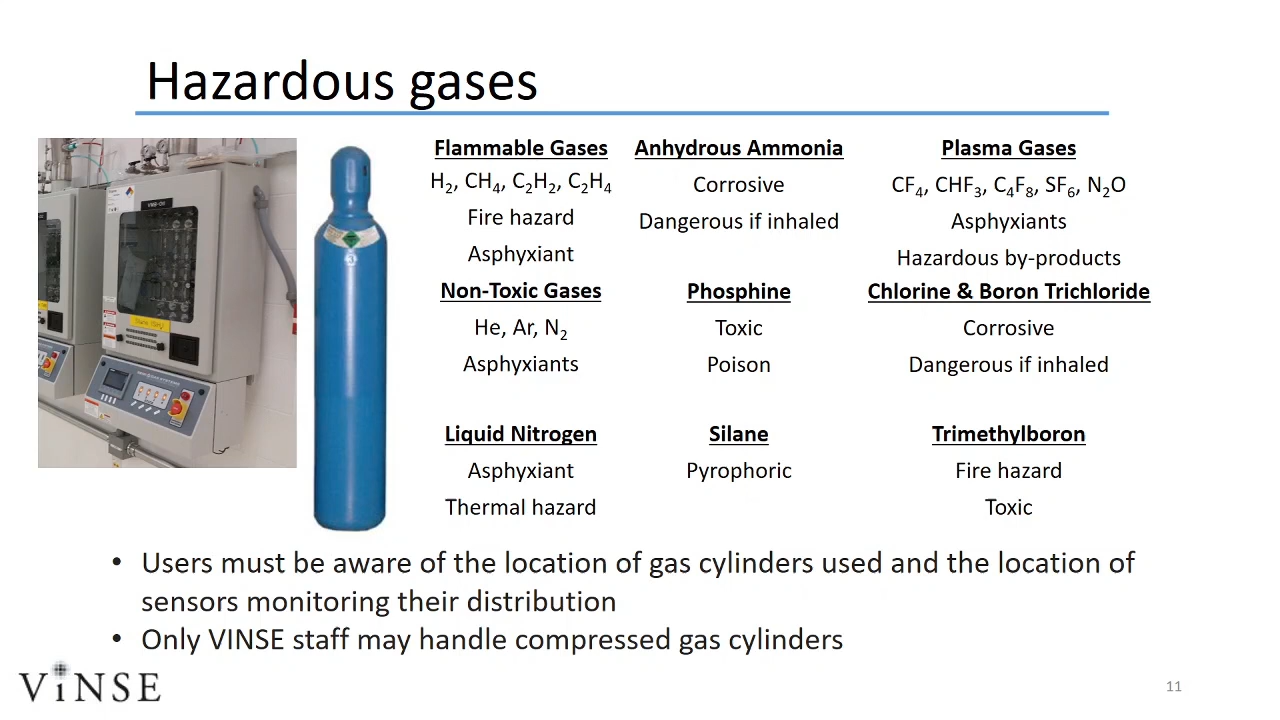 Hazardous gases
Flammable Gases
H₂, CH₄, C₂H₂, C₂H₄
Fire hazard
Asphyxiant
Anhydrous Ammonia
Corrosive
Dangerous if inhaled
Plasma Gases
CF₄, CHF₃, C₄F₈, SF₆, N₂O
Asphyxiants
Hazardous by-products
Non-Toxic Gases
He, Ar, N₂
Asphyxiants
Phosphine
Toxic
Poison
Chlorine & Boron Trichloride
Corrosive
Dangerous if inhaled
Liquid Nitrogen
Asphyxiant
Thermal hazard
Silane
Pyrophoric
Trimethylboron
Fire hazard
Toxic
• Users must be aware of the location of gas cylinders used and the location of
sensors monitoring their distribution
• Only VINSE staff may handle compressed gas cylinders
ViNSE
11